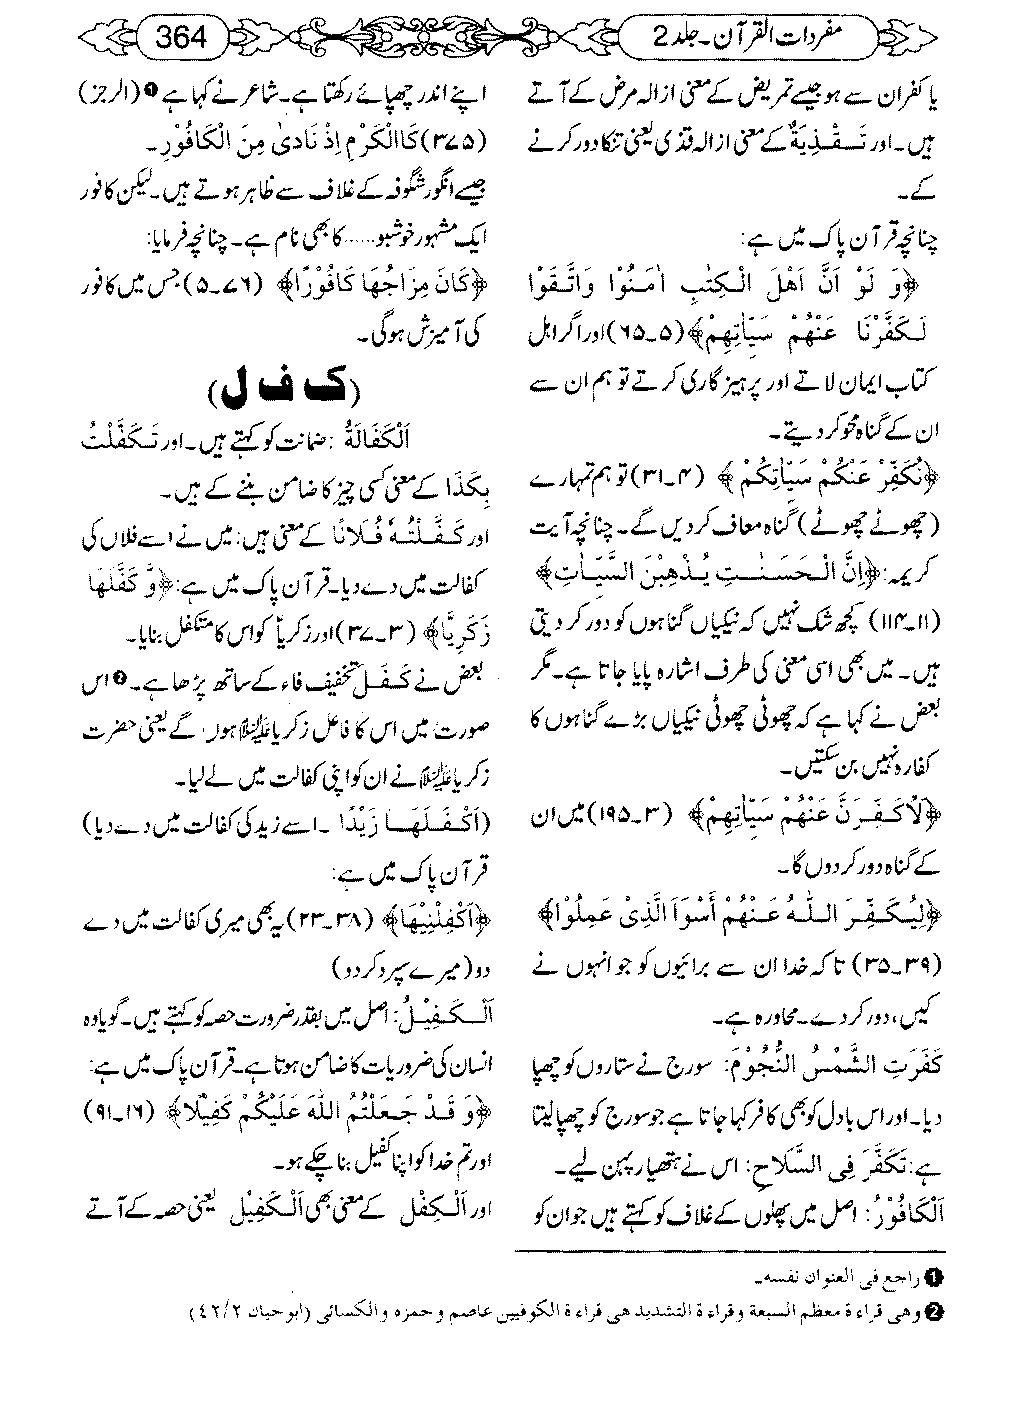 مفردات القرآن۔ جلد 2
364
یا کفران سے ہو جیسے تمریض کے معنی ازالہ مرض کے آتے
ہیں۔ اور تَقْذِیَةٌ کے معنی ازالہ قذی یعنی تنکا دور کرنے
کے۔
چنانچہ قرآن پاک میں ہے:
﴿وَ لَوْ اَنَّ اَهْلَ الْكِتٰبِ اٰمَنُوْا وَاتَّقَوْا
لَكَفَّرْنَا عَنْهُمْ سَیِّاٰتِهِمْ﴾ (۵۔۶۵) اور اگر اہل
کتاب ایمان لاتے اور پرہیز گاری کرتے تو ہم ان سے
ان کے گناہ محو کر دیتے۔
﴿نُكَفِّرْ عَنْكُمْ سَیِّاٰتِكُمْ﴾ (۴۔۳۱) تو ہم تمہارے
(چھوٹے چھوٹے) گناہ معاف کر دیں گے۔ چنانچہ آیت
کریمہ: ﴿اِنَّ الْحَسَنٰتِ یُذْهِبْنَ السَّیِّاٰتِ﴾
(۱۱۔۱۱۴) کچھ شک نہیں کہ نیکیاں گناہوں کو دور کر دیتی
ہیں۔ میں بھی اسی معنی کی طرف اشارہ پایا جاتا ہے۔ مگر
بعض نے کہا ہے کہ چھوٹی چھوٹی نیکیاں بڑے گناہوں کا
کفارہ نہیں بن سکتیں۔
﴿لَاُكَفِّرَنَّ عَنْهُمْ سَیِّاٰتِهِمْ﴾ (۳۔۱۹۵) میں ان
کے گناہ دور کر دوں گا۔
﴿لِیُكَفِّرَ اللّٰهُ عَنْهُمْ اَسْوَاَ الَّذِیْ عَمِلُوْا﴾
(۳۹۔۳۵) تاکہ خدا ان سے برائیوں کو جو انہوں نے
کیں، دور کر دے۔ محاورہ ہے۔
كَفَرَتِ الشَّمْسُ النُّجُوْمَ: سورج نے ستاروں کو چھپا
دیا۔ اور اس بادل کو بھی کافر کہا جاتا ہے جو سورج کو چھپا لیتا
ہے: تَكَفَّرَ فِی السَّلَاحِ: اس نے ہتھیار پہن لیے۔
اَلْكَافُوْرُ: اصل میں پھلوں کے غلاف کو کہتے ہیں جو ان کو
اپنے اندر چھپائے رکھتا ہے۔ شاعر نے کہا ہے ❶ (الرجز)
(۳۷۵) كَالْكَرْمِ اِذْ نَادىٰ مِنَ الْكَافُوْرِ۔
جیسے انگور شگوفہ کے غلاف سے ظاہر ہوتے ہیں۔ لیکن کافور
ایک مشہور خوشبو..... کا بھی نام ہے۔ چنانچہ فرمایا:
﴿كَانَ مِزَاجُهَا كَافُوْرًا﴾ (۷۶۔۵) جس میں کافور
کی آمیزش ہوگی۔
(ک ف ل)
اَلْكَفَالَةُ: ضمانت کو کہتے ہیں۔ اور تَكَفَّلْتُ
بِكَذَا کے معنی کسی چیز کا ضامن بننے کے ہیں۔
اور كَفَّلْتُهُ فُلَانًا کے معنی ہیں: میں نے اسے فلاں کی
کفالت میں دے دیا۔ قرآن پاک میں ہے: ﴿وَّ كَفَّلَهَا
زَكَرِیَّا﴾ (۳۔۳۷) اور زکریا کو اس کا متکفل بنایا۔
بعض نے كَفَلَ تخفیف فاء کے ساتھ پڑھا ہے۔ ❷ اس
صورت میں اس کا فاعل زکریا علیہ السلام ہوں گے یعنی حضرت
زکریا علیہ السلام نے ان کو اپنی کفالت میں لے لیا۔
(اَكْفَلَهَا زَیْدًا۔ اسے زید کی کفالت میں دے دیا)
قرآن پاک میں ہے:
﴿اَكْفِلْنِیْهَا﴾ (۳۸۔۲۳) یہ بھی میری کفالت میں دے
دو (میرے سپرد کر دو)
اَلْكَفِیْلُ: اصل میں بقدر ضرورت حصہ کو کہتے ہیں۔ گویا وہ
انسان کی ضروریات کا ضامن ہوتا ہے۔ قرآن پاک میں ہے:
﴿وَ قَدْ جَعَلْتُمُ اللّٰهَ عَلَیْكُمْ كَفِیْلًا﴾ (۱۶۔۹۱)
اور تم خدا کو اپنا کفیل بنا چکے ہو۔
اور اَلْكِفْلُ کے معنی بھی اَلْكَفِیْل یعنی حصہ کے آتے
❶ راجع فی العنوان نفسه۔
❷ وهی قراءة معظم السبعة وقراءة التشدید هی قراءة الكوفیین عاصم وحمزه والكسائی (ابو حیان ۴۲/۲)